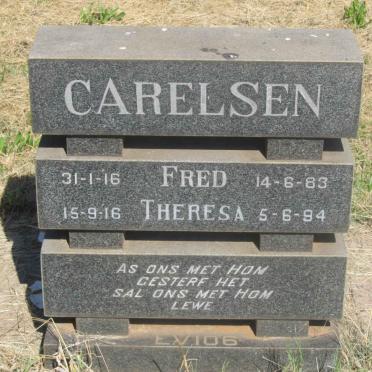 CARELSEN
31-1-16 FRED 14-6-83
15-9-16 THERESA 5-6-94
AS ONS MET HOM
GESTERF HET
SAL ONS MET HOM
LEWE
EV106